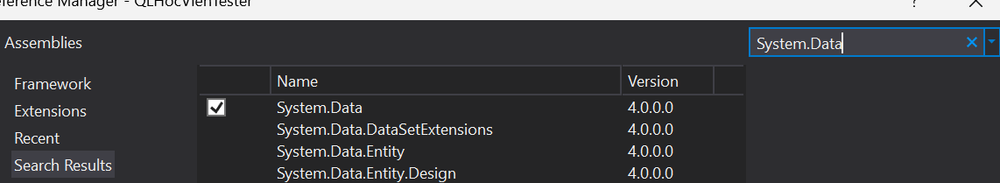 eference Manager - QLHocVienTester ?
Assemblies
System.Data
Framework
Extensions
Recent
Search Results
Name Version
System.Data 4.0.0.0
System.Data.DataSetExtensions 4.0.0.0
System.Data.Entity 4.0.0.0
System.Data.Entity.Design 4.0.0.0